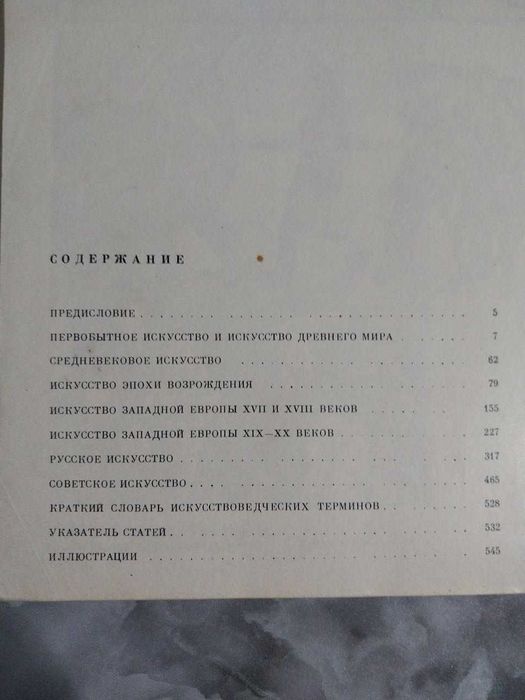 СОДЕРЖАНИЕ
ПРЕДИСЛОВИЕ . . . . . . . . . . . . . . . . . . . . . . 5
ПЕРВОБЫТНОЕ ИСКУССТВО И ИСКУССТВО ДРЕВНЕГО МИРА . . . . . 7
СРЕДНЕВЕКОВОЕ ИСКУССТВО . . . . . . . . . . . . . . . . 62
ИСКУССТВО ЭПОХИ ВОЗРОЖДЕНИЯ . . . . . . . . . . . . . . 79
ИСКУССТВО ЗАПАДНОЙ ЕВРОПЫ XVII И XVIII ВЕКОВ . . . . . . . 155
ИСКУССТВО ЗАПАДНОЙ ЕВРОПЫ XIX—XX ВЕКОВ . . . . . . . . . 227
РУССКОЕ ИСКУССТВО . . . . . . . . . . . . . . . . . . . 317
СОВЕТСКОЕ ИСКУССТВО . . . . . . . . . . . . . . . . . . 465
КРАТКИЙ СЛОВАРЬ ИСКУССТВОВЕДЧЕСКИХ ТЕРМИНОВ . . . . . . . 528
УКАЗАТЕЛЬ СТАТЕЙ . . . . . . . . . . . . . . . . . . . . 532
ИЛЛЮСТРАЦИИ . . . . . . . . . . . . . . . . . . . . . . 545